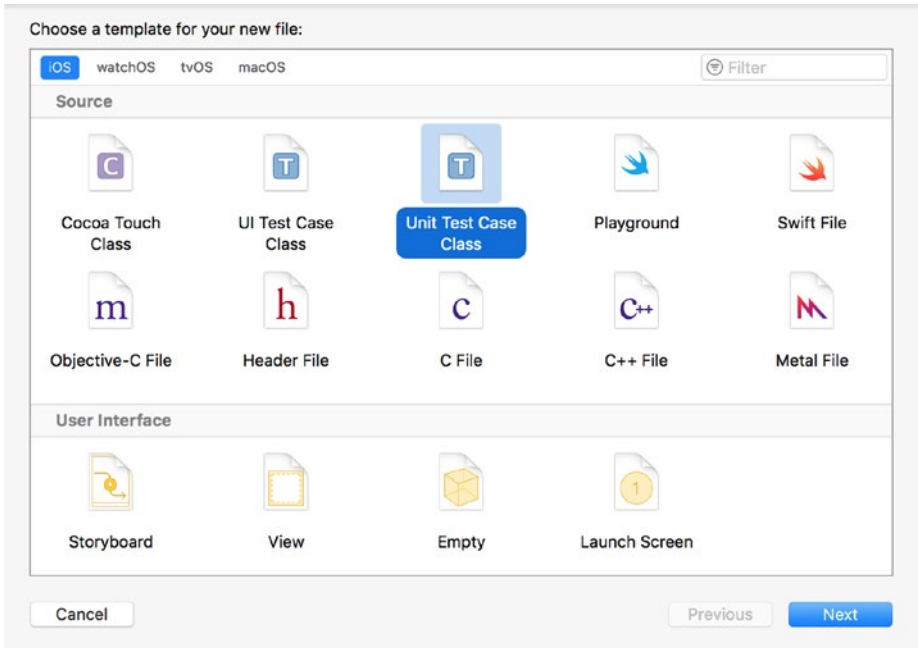 Choose a template for your new file:
iOS watchOS tvOS macOS Filter
Source
C T T
Cocoa Touch Class UI Test Case Class Unit Test Case Class Playground Swift File
m h c C++
Objective-C File Header File C File C++ File Metal File
User Interface
1
Storyboard View Empty Launch Screen
Cancel Previous Next